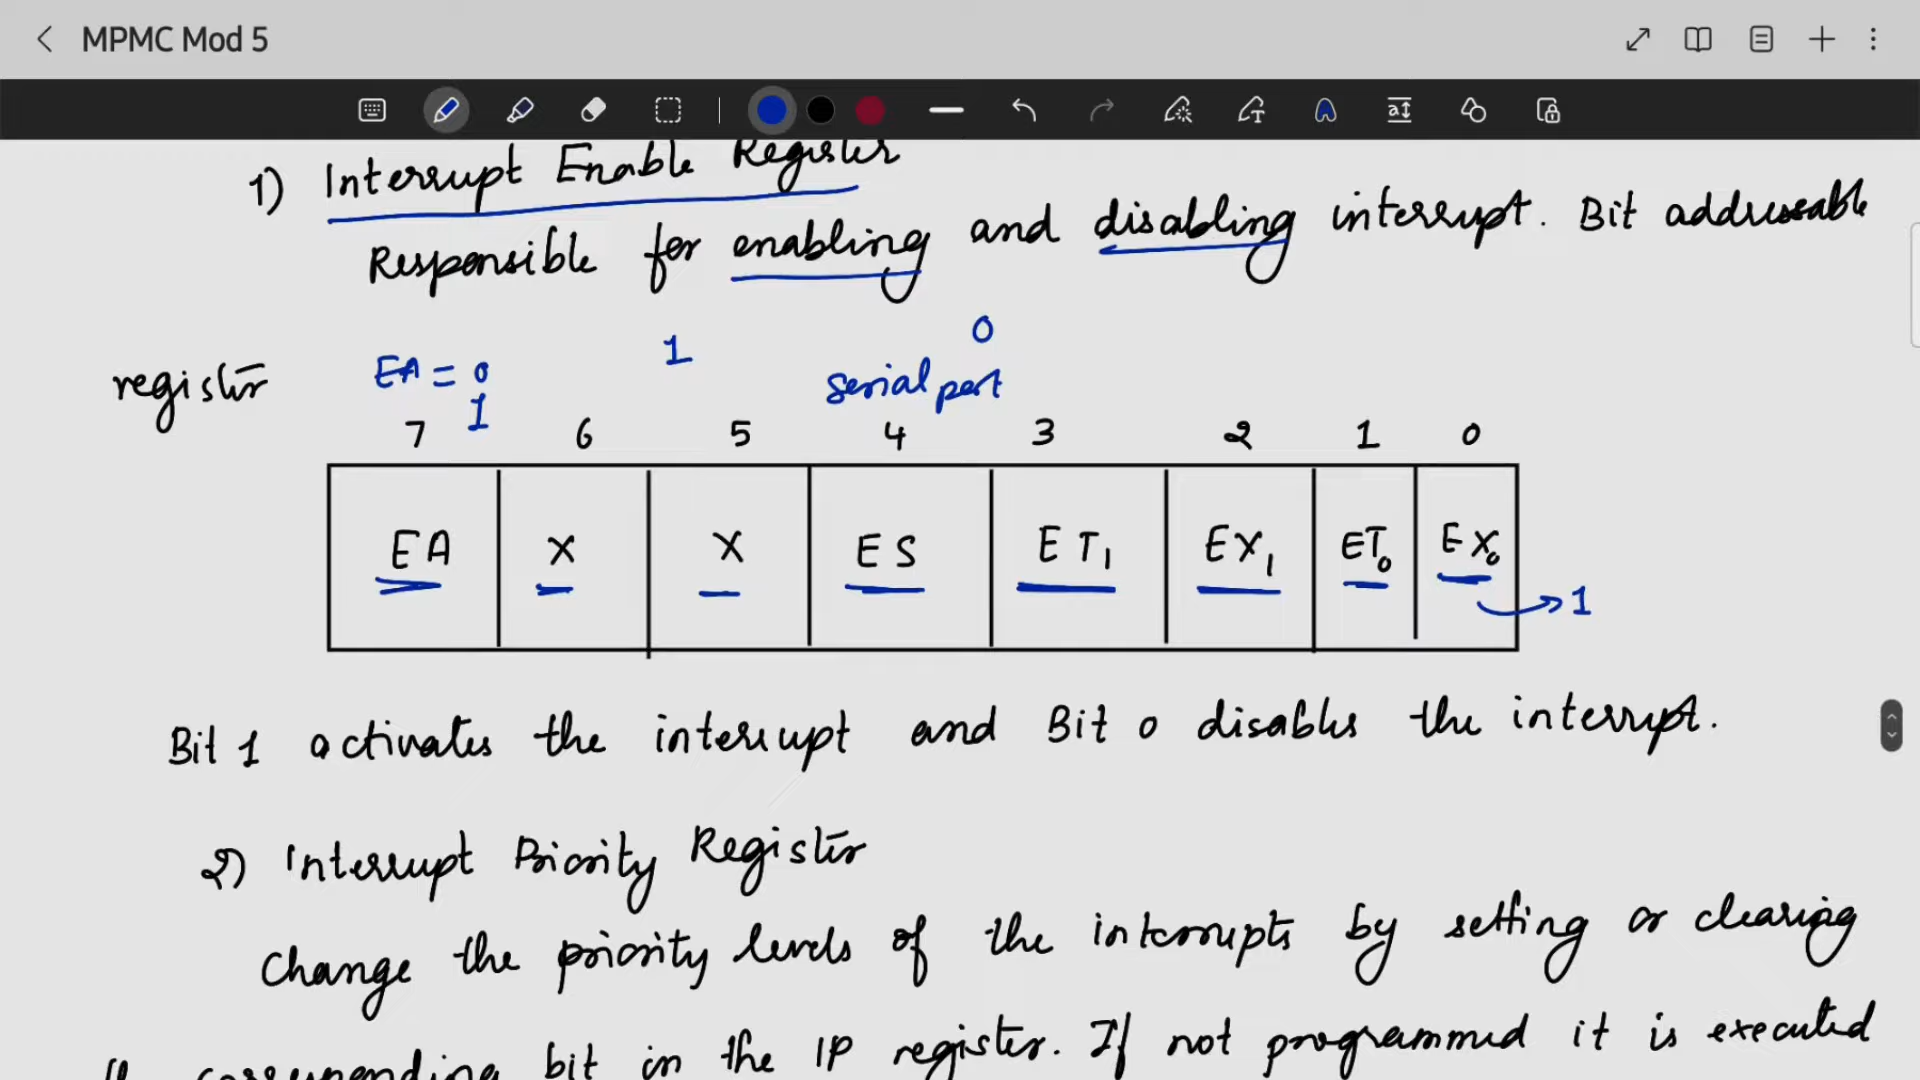 MPMC Mod 5
1) Interrupt Enable Register
Responsible for enabling and disabling interrupt. Bit addressable
register
EA = 0
1
1
0
serial port
7 6 5 4 3 2 1 0
EA X X ES ET1 EX1 ET0 EX0
1
Bit 1 activates the interrupt and Bit 0 disables the interrupt.
2) Interrupt Priority Register
Change the priority levels of the interrupts by setting or clearing
corresponding bit in the IP register. If not programmed it is executed